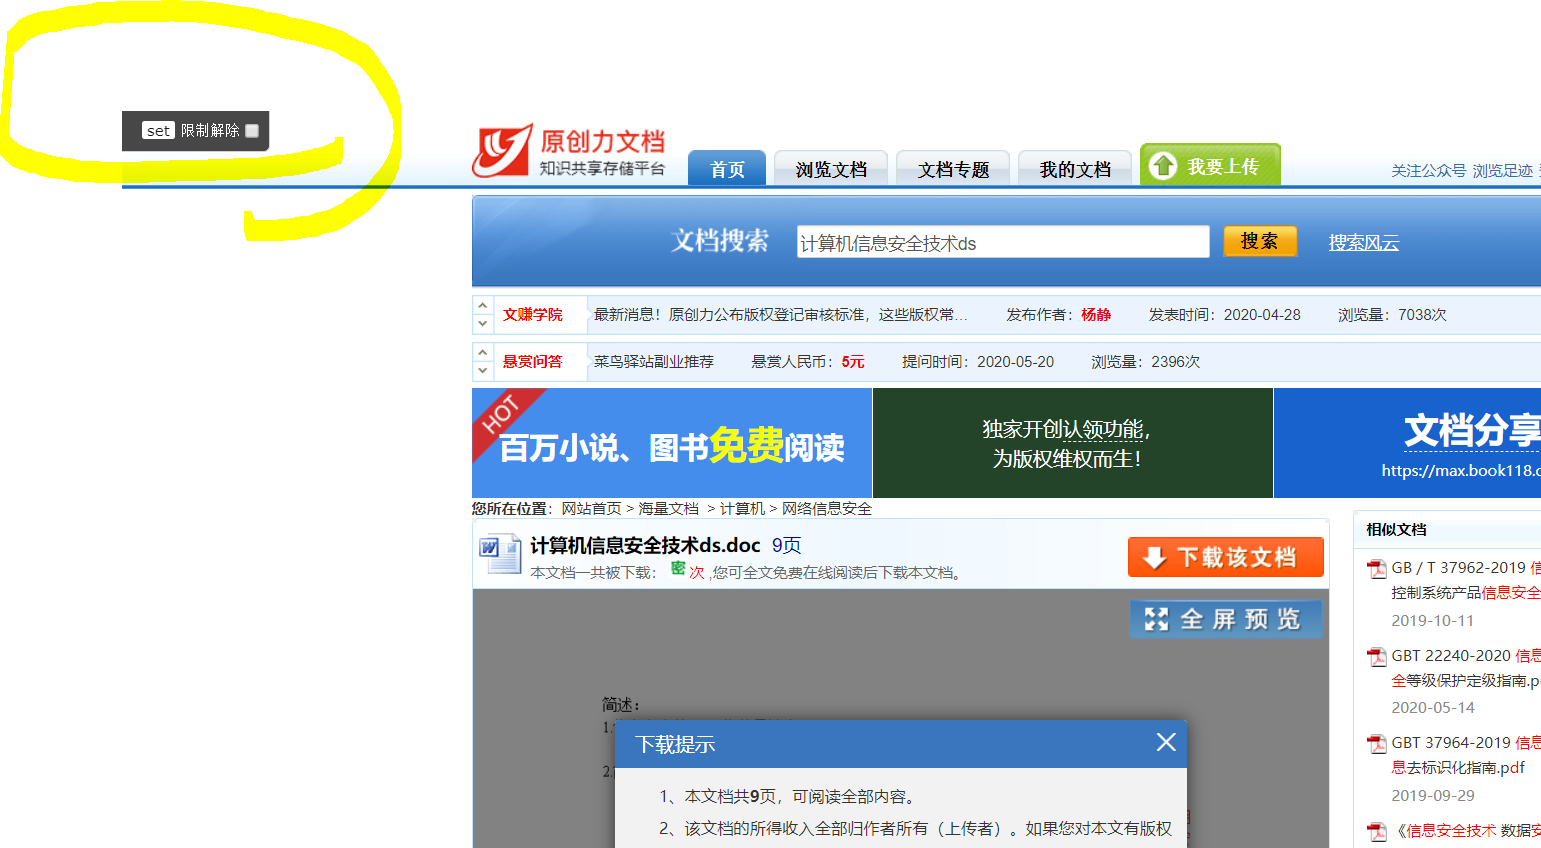 set 限制解除
原创力文档
知识共享存储平台
首页 浏览文档 文档专题 我的文档 我要上传
关注公众号 浏览足迹
文档搜索 计算机信息安全技术ds 搜索 搜索风云
文赚学院 最新消息！原创力公布版权登记审核标准，这些版权常… 发布作者：杨静 发表时间：2020-04-28 浏览量：7038次
悬赏问答 菜鸟驿站副业推荐 悬赏人民币：5元 提问时间：2020-05-20 浏览量：2396次
HOT
百万小说、图书免费阅读
独家开创认领功能，
为版权维权而生！
文档分享
https://max.book118.c
您所在位置：网站首页 > 海量文档 > 计算机 > 网络信息安全
计算机信息安全技术ds.doc 9页
本文档一共被下载： 密 次 ,您可全文免费在线阅读后下载本文档。
下载该文档
全屏预览
简述：
1.
2.
下载提示
1、本文档共9页，可阅读全部内容。
2、该文档的所得收入全部归作者所有（上传者）。如果您对本文有版权
相似文档
GB / T 37962-2019 信
控制系统产品信息安全
2019-10-11
GBT 22240-2020 信息
全等级保护定级指南.p
2020-05-14
GBT 37964-2019 信息
息去标识化指南.pdf
2019-09-29
《信息安全技术 数据安